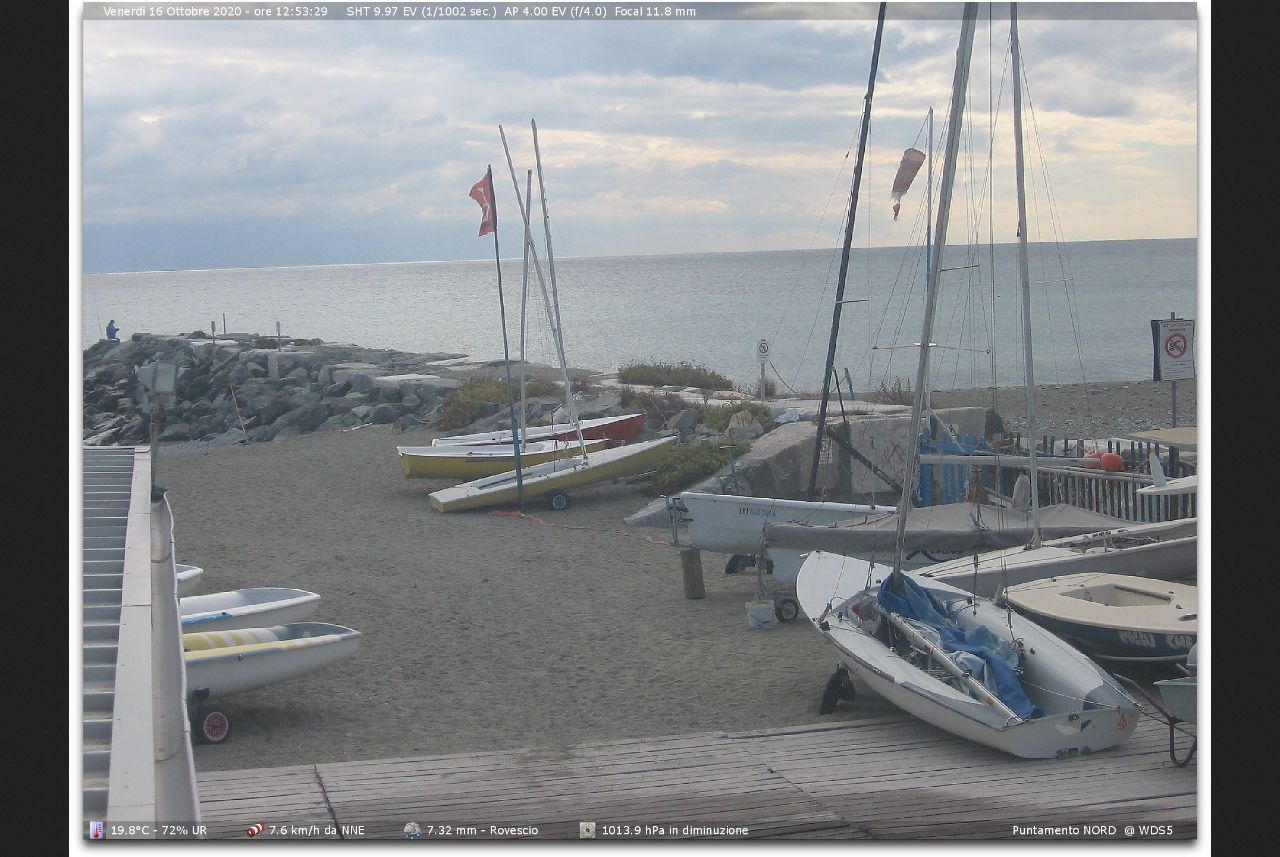 Venerdi 16 Ottobre 2020 - ore 12:53:29 SHT 9.97 EV (1/1002 sec.) AP 4.00 EV (f/4.0) Focal 11.8 mm
19.8°C - 72% UR 7.6 km/h da NNE 7.32 mm - Rovescio 1013.9 hPa in diminuzione Puntamento NORD @ WDS5